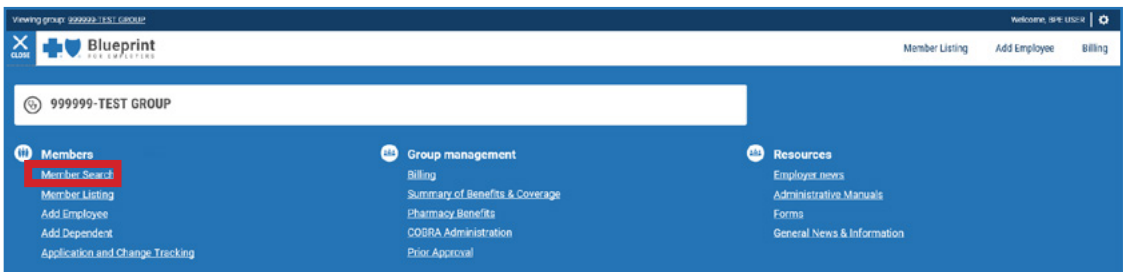 Viewing group: 999999-TEST GROUP
Welcome, BPE USER
CLOSE
Blueprint
FOR EMPLOYERS
Member Listing
Add Employee
Billing
999999-TEST GROUP
Members
Member Search
Member Listing
Add Employee
Add Dependent
Application and Change Tracking
Group management
Billing
Summary of Benefits & Coverage
Pharmacy Benefits
COBRA Administration
Prior Approval
Resources
Employer news
Administrative Manuals
Forms
General News & Information